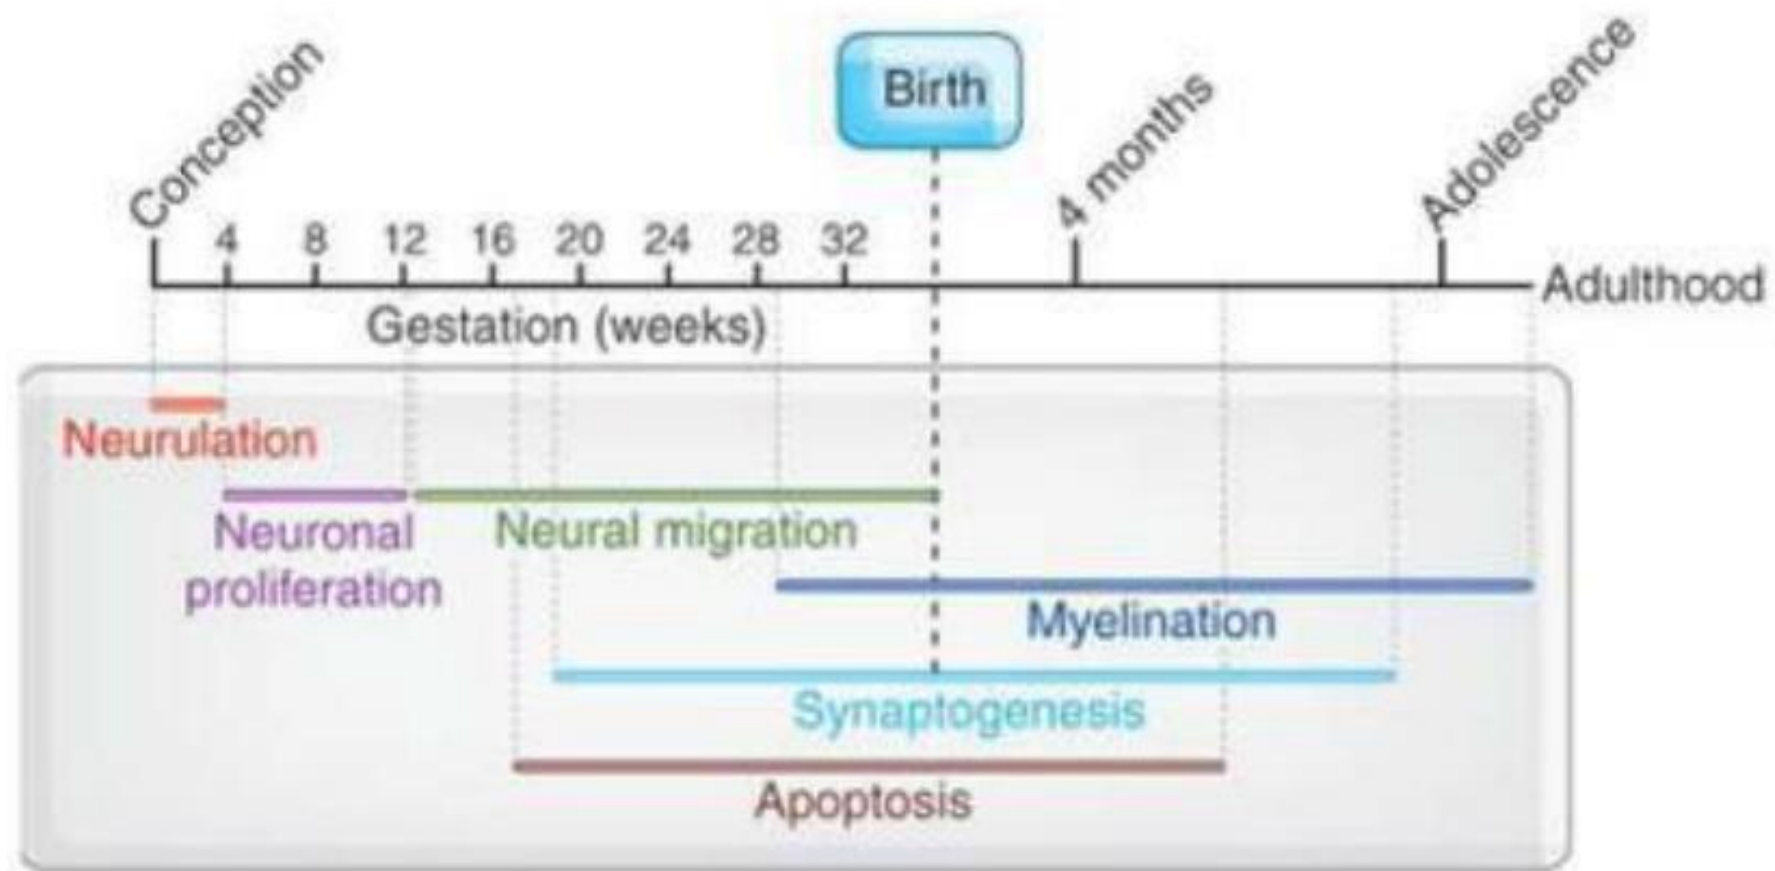 Conception
Birth
4 months
Adolescence
4 8 12 16 20 24 28 32
Adulthood
Gestation (weeks)
Neurulation
Neuronal
proliferation
Neural migration
Myelination
Synaptogenesis
Apoptosis